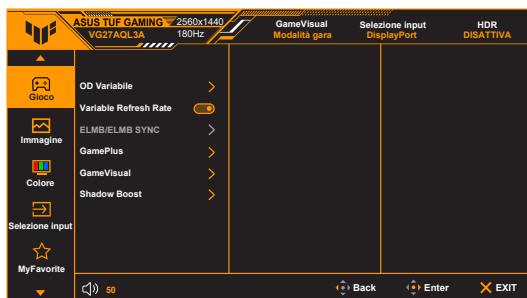 ASUS TUF GAMING 2560x1440
VG27AQL3A 180Hz
GameVisual
Modalità gara
Selezione input
DisplayPort
HDR
DISATTIVA
Gioco
Immagine
Colore
Selezione input
MyFavorite
OD Variabile
Variable Refresh Rate
ELMB/ELMB SYNC
GamePlus
GameVisual
Shadow Boost
50
Back
Enter
EXIT